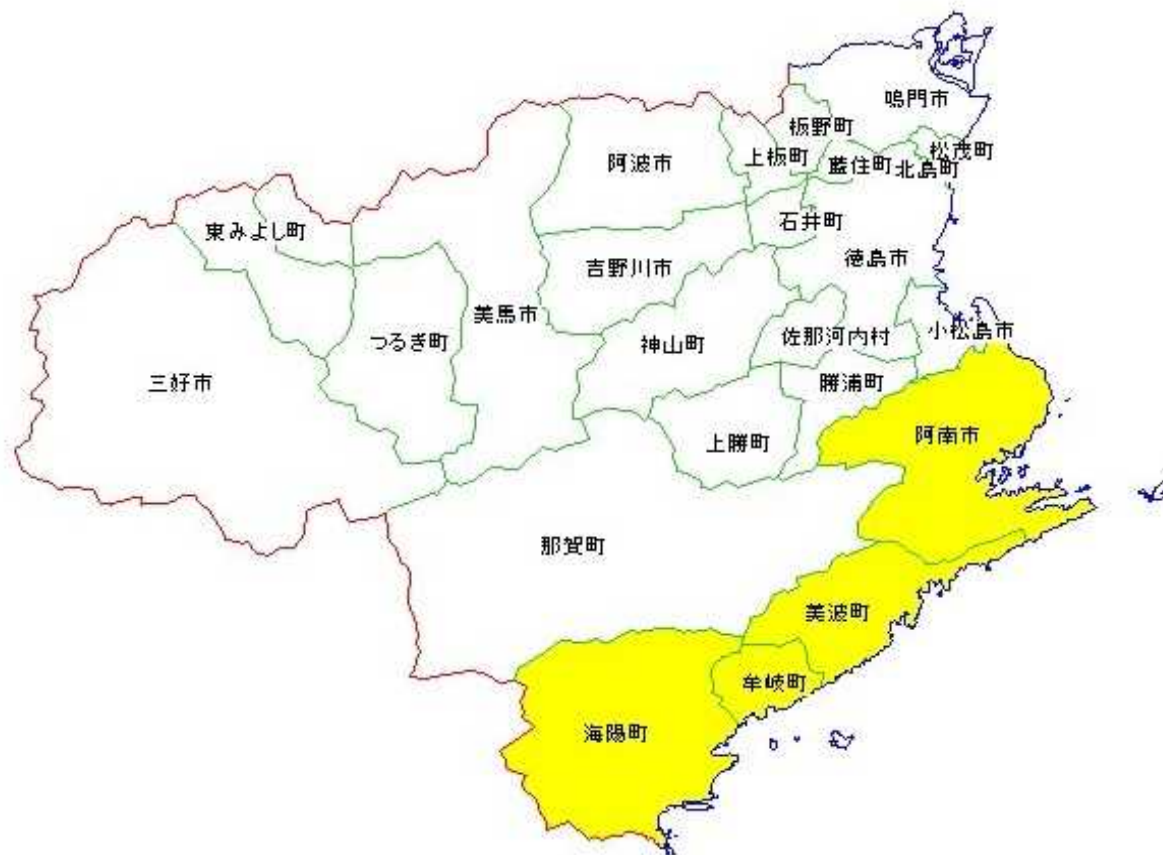 鳴門市
板野町
松茂町
上板町
藍住町
北島町
阿波市
石井町
東みよし町
徳島市
吉野川市
美馬市
小松島市
つるぎ町
神山町
佐那河内村
三好市
勝浦町
阿南市
上勝町
那賀町
美波町
牟岐町
海陽町